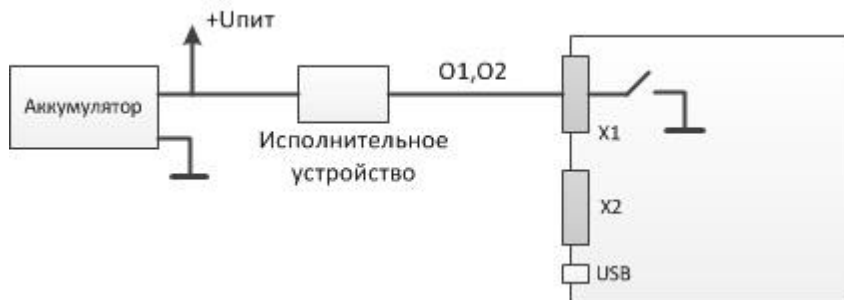 +Uпит
O1,O2
Аккумулятор
Исполнительное
устройство
X1
X2
USB